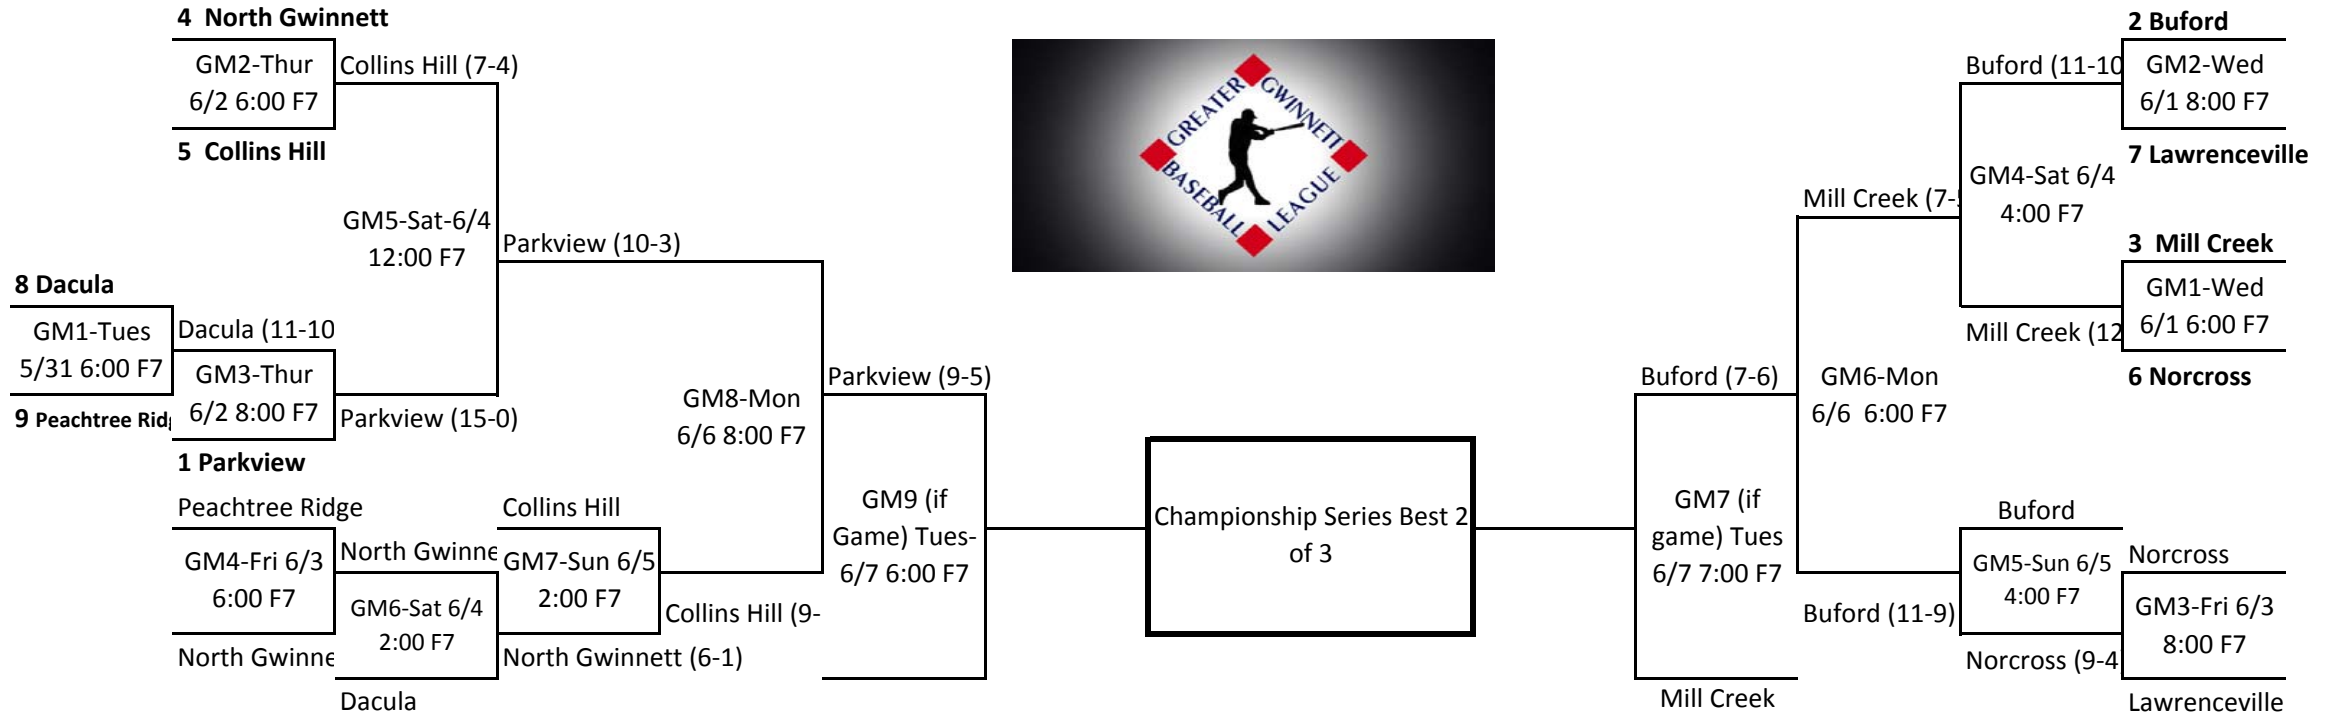 4 North Gwinnett
GM2-Thur
6/2 6:00 F7
Collins Hill (7-4)
5 Collins Hill
GM5-Sat-6/4
12:00 F7
Parkview (10-3)
8 Dacula
GM1-Tues
5/31 6:00 F7
Dacula (11-10
GM3-Thur
6/2 8:00 F7
9 Peachtree Rid
Parkview (15-0)
1 Parkview
GM8-Mon
6/6 8:00 F7
Parkview (9-5)
Peachtree Ridge
GM4-Fri 6/3
6:00 F7
North Gwinne
North Gwinne
GM6-Sat 6/4
2:00 F7
Dacula
Collins Hill
GM7-Sun 6/5
2:00 F7
North Gwinnett (6-1)
Collins Hill (9-
GM9 (if
Game) Tues-
6/7 6:00 F7
GREATER
GWINNETT
BASEBALL
LEAGUE
Championship Series Best 2
of 3
2 Buford
Buford (11-10
GM2-Wed
6/1 8:00 F7
7 Lawrenceville
GM4-Sat 6/4
4:00 F7
Mill Creek (7-5
3 Mill Creek
GM1-Wed
6/1 6:00 F7
Mill Creek (12
6 Norcross
Buford (7-6)
GM6-Mon
6/6 6:00 F7
GM7 (if
game) Tues
6/7 7:00 F7
Mill Creek
Buford
GM5-Sun 6/5
4:00 F7
Buford (11-9)
Norcross (9-4
Norcross
GM3-Fri 6/3
8:00 F7
Lawrenceville